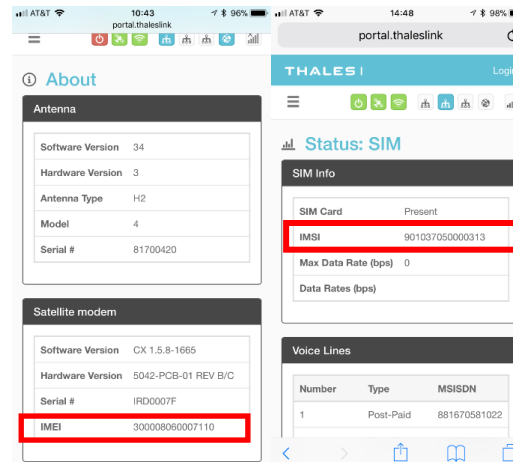 AT&T 10:43 96%
portal.thaleslink
About
Antenna
Software Version 34
Hardware Version 3
Antenna Type H2
Model 4
Serial # 81700420
Satellite modem
Software Version CX 1.5.8-1665
Hardware Version 5042-PCB-01 REV B/C
Serial # IRD0007F
IMEI 300008060007110
AT&T 14:48 98%
portal.thaleslink
THALES Login
Status: SIM
SIM Info
SIM Card Present
IMSI 901037050000313
Max Data Rate (bps) 0
Data Rates (bps)
Voice Lines
Number Type MSISDN
1 Post-Paid 881670581022